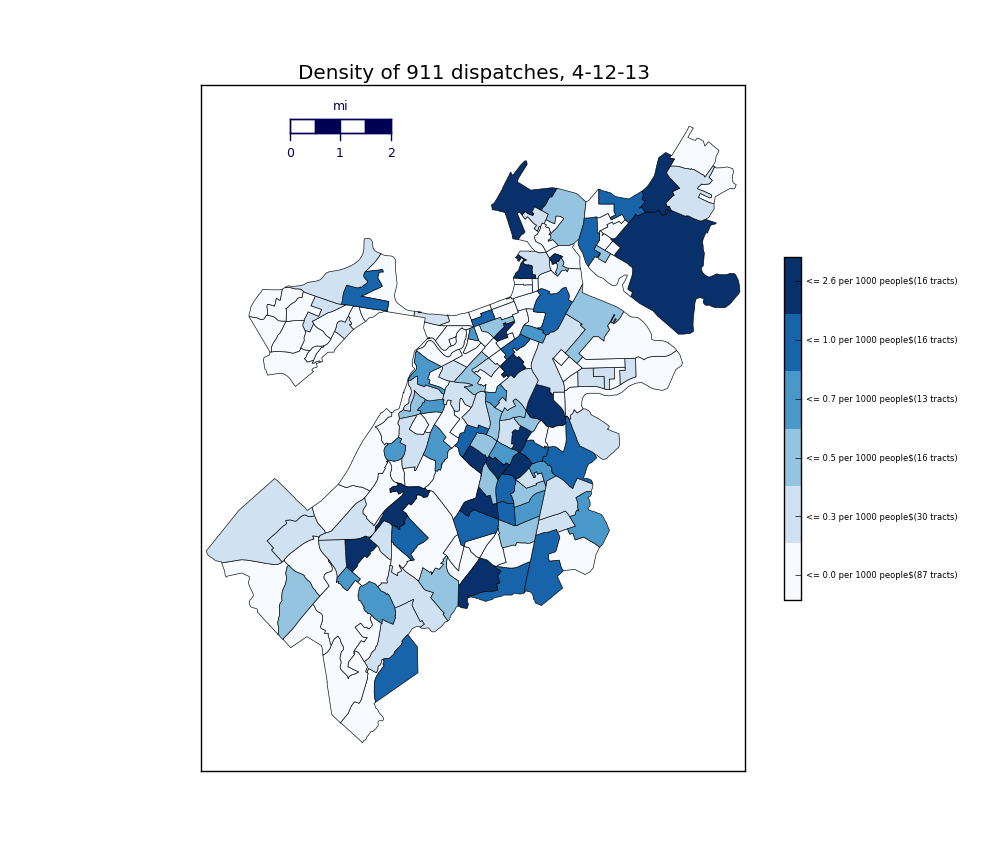 Density of 911 dispatches, 4-12-13
mi
0 1 2
<= 2.6 per 1000 people$(16 tracts)
<= 1.0 per 1000 people$(16 tracts)
<= 0.7 per 1000 people$(13 tracts)
<= 0.5 per 1000 people$(16 tracts)
<= 0.3 per 1000 people$(30 tracts)
<= 0.0 per 1000 people$(87 tracts)